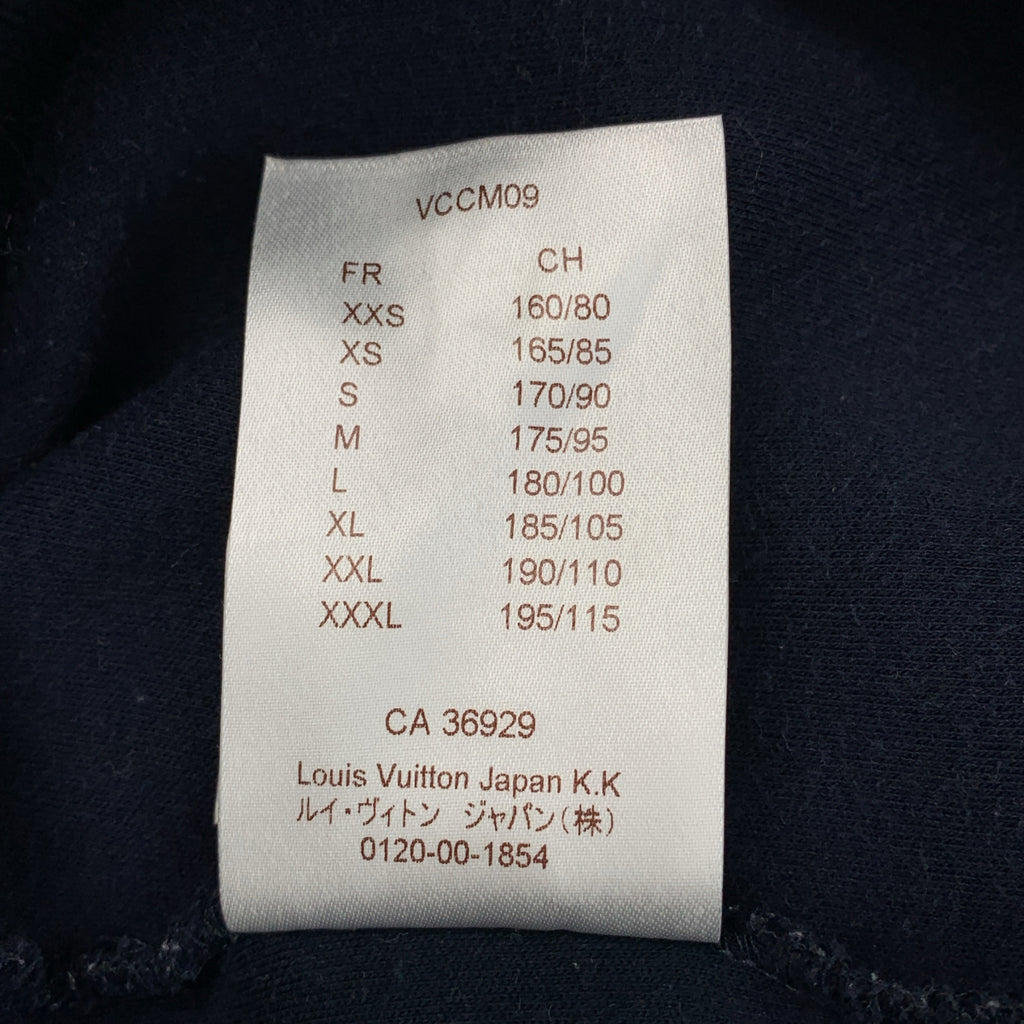 VCCM09
FR CH
XXS 160/80
XS 165/85
S 170/90
M 175/95
L 180/100
XL 185/105
XXL 190/110
XXXL 195/115
CA 36929
Louis Vuitton Japan K.K
ルイ・ヴィトン ジャパン(株)
0120-00-1854